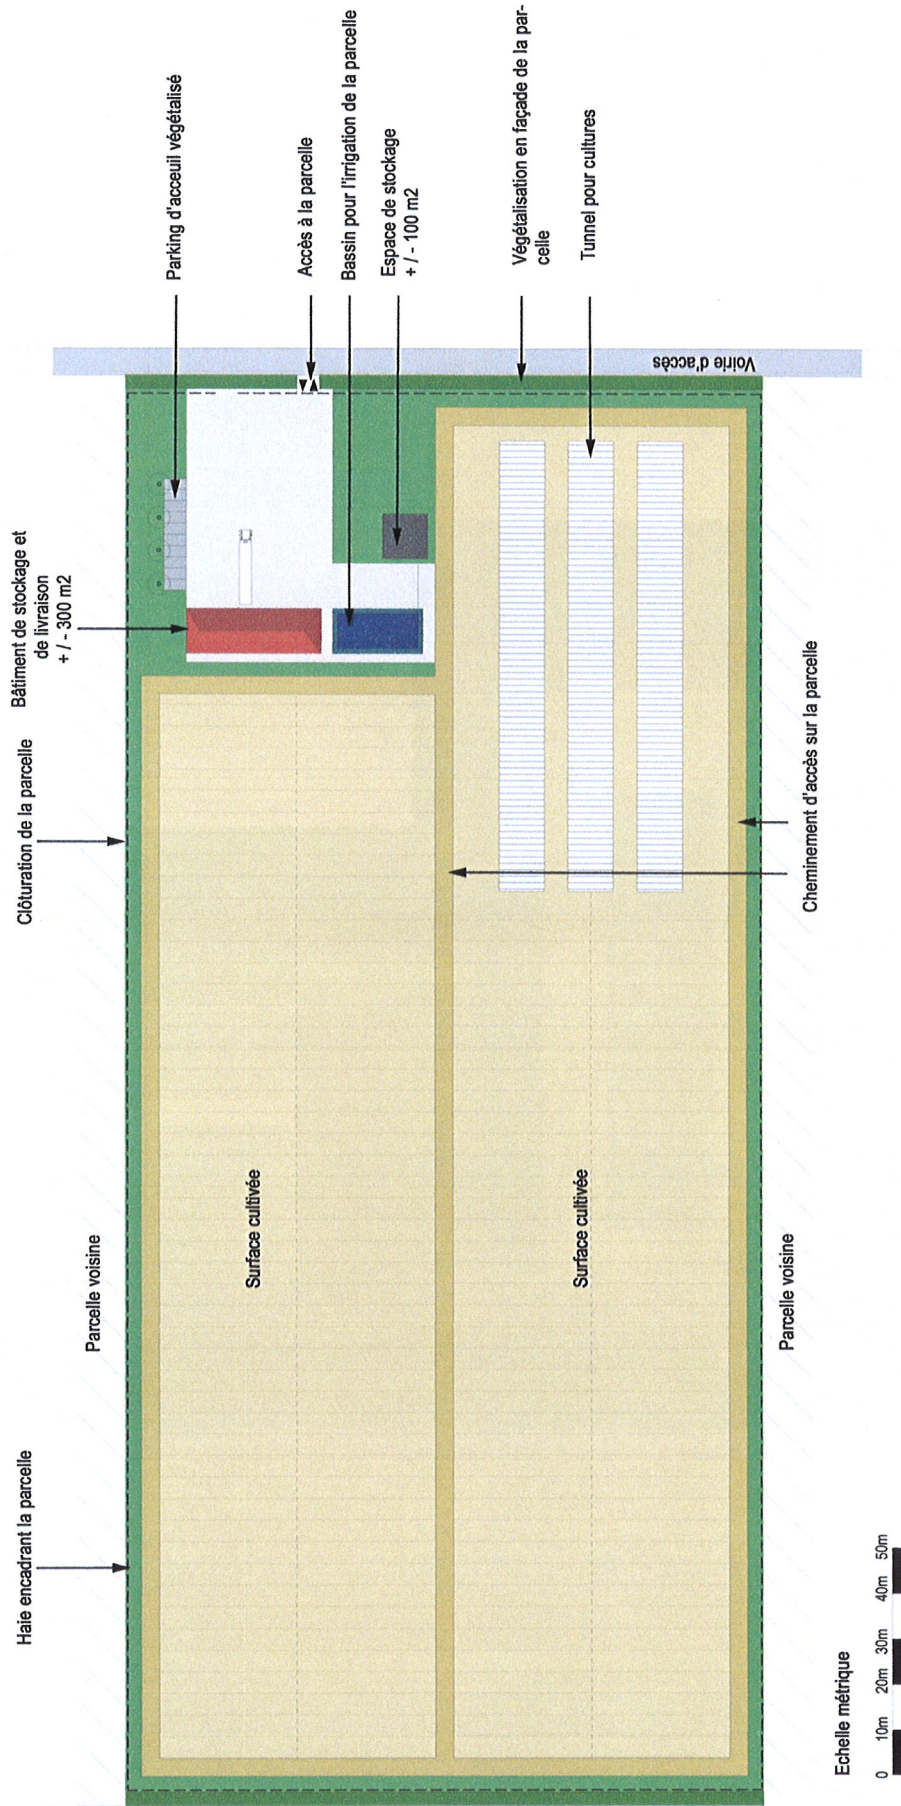 Haie encadrant la parcelle
Clôturation de la parcelle
Bâtiment de stockage et
de livraison
+ / - 300 m2
Parking d'acceuil végétalisé
Accès à la parcelle
Bassin pour l'irrigation de la parcelle
Espace de stockage
+ / - 100 m2
Végétalisation en façade de la par-
celle
Tunnel pour cultures
Voirie d'accès
Parcelle voisine
Surface cultivée
Surface cultivée
Parcelle voisine
Cheminement d'accès sur la parcelle
Echelle métrique
0 10m 20m 30m 40m 50m